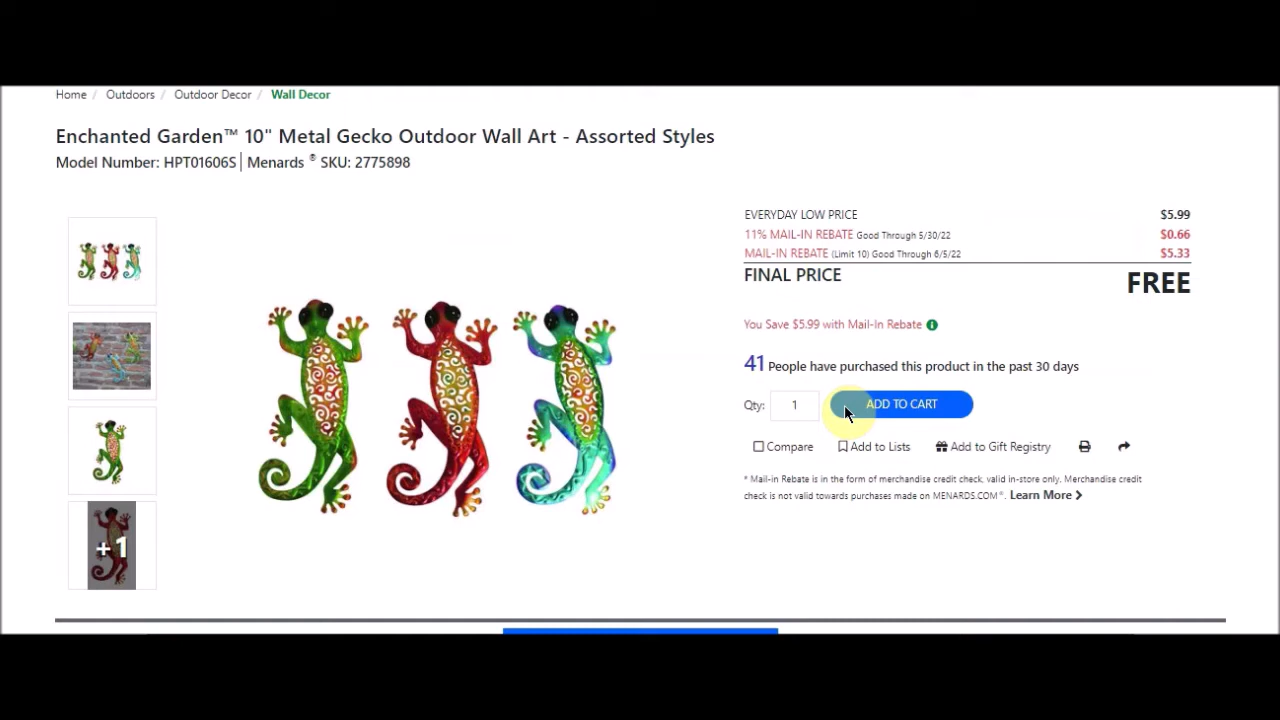 Home / Outdoors / Outdoor Decor / Wall Decor
Enchanted Garden™ 10" Metal Gecko Outdoor Wall Art - Assorted Styles
Model Number: HPT01606S | Menards ® SKU: 2775898
EVERYDAY LOW PRICE $5.99
11% MAIL-IN REBATE Good Through 5/30/22 $0.66
MAIL-IN REBATE (Limit 10) Good Through 6/5/22 $5.33
FINAL PRICE FREE
You Save $5.99 with Mail-In Rebate
41 People have purchased this product in the past 30 days
Qty: 1 ADD TO CART
Compare Add to Lists Add to Gift Registry
* Mail-in Rebate is in the form of merchandise credit check, valid in-store only. Merchandise credit
check is not valid towards purchases made on MENARDS.COM®. Learn More
+1